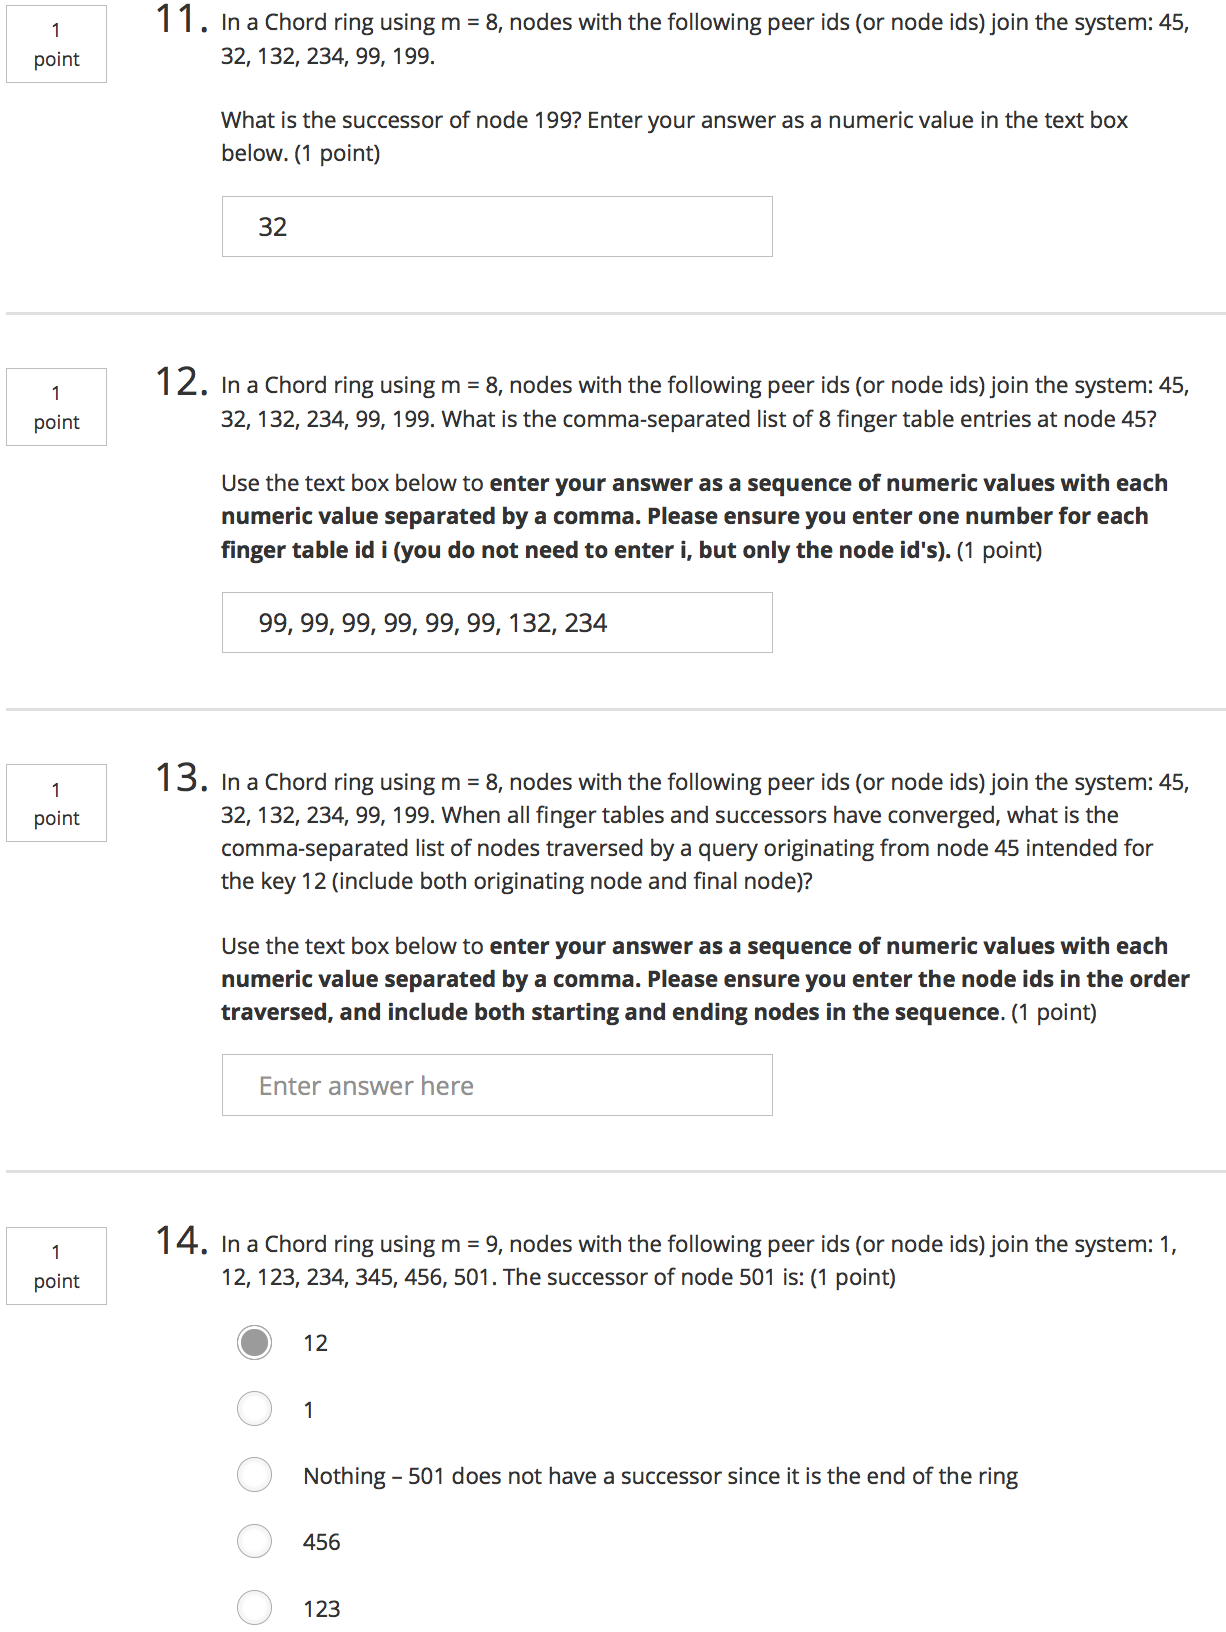 1
point
11. In a Chord ring using m = 8, nodes with the following peer ids (or node ids) join the system: 45,
32, 132, 234, 99, 199.
What is the successor of node 199? Enter your answer as a numeric value in the text box
below. (1 point)
32
1
point
12. In a Chord ring using m = 8, nodes with the following peer ids (or node ids) join the system: 45,
32, 132, 234, 99, 199. What is the comma-separated list of 8 finger table entries at node 45?
Use the text box below to enter your answer as a sequence of numeric values with each
numeric value separated by a comma. Please ensure you enter one number for each
finger table id i (you do not need to enter i, but only the node id's). (1 point)
99, 99, 99, 99, 99, 99, 132, 234
1
point
13. In a Chord ring using m = 8, nodes with the following peer ids (or node ids) join the system: 45,
32, 132, 234, 99, 199. When all finger tables and successors have converged, what is the
comma-separated list of nodes traversed by a query originating from node 45 intended for
the key 12 (include both originating node and final node)?
Use the text box below to enter your answer as a sequence of numeric values with each
numeric value separated by a comma. Please ensure you enter the node ids in the order
traversed, and include both starting and ending nodes in the sequence. (1 point)
Enter answer here
1
point
14. In a Chord ring using m = 9, nodes with the following peer ids (or node ids) join the system: 1,
12, 123, 234, 345, 456, 501. The successor of node 501 is: (1 point)
12
1
Nothing – 501 does not have a successor since it is the end of the ring
456
123